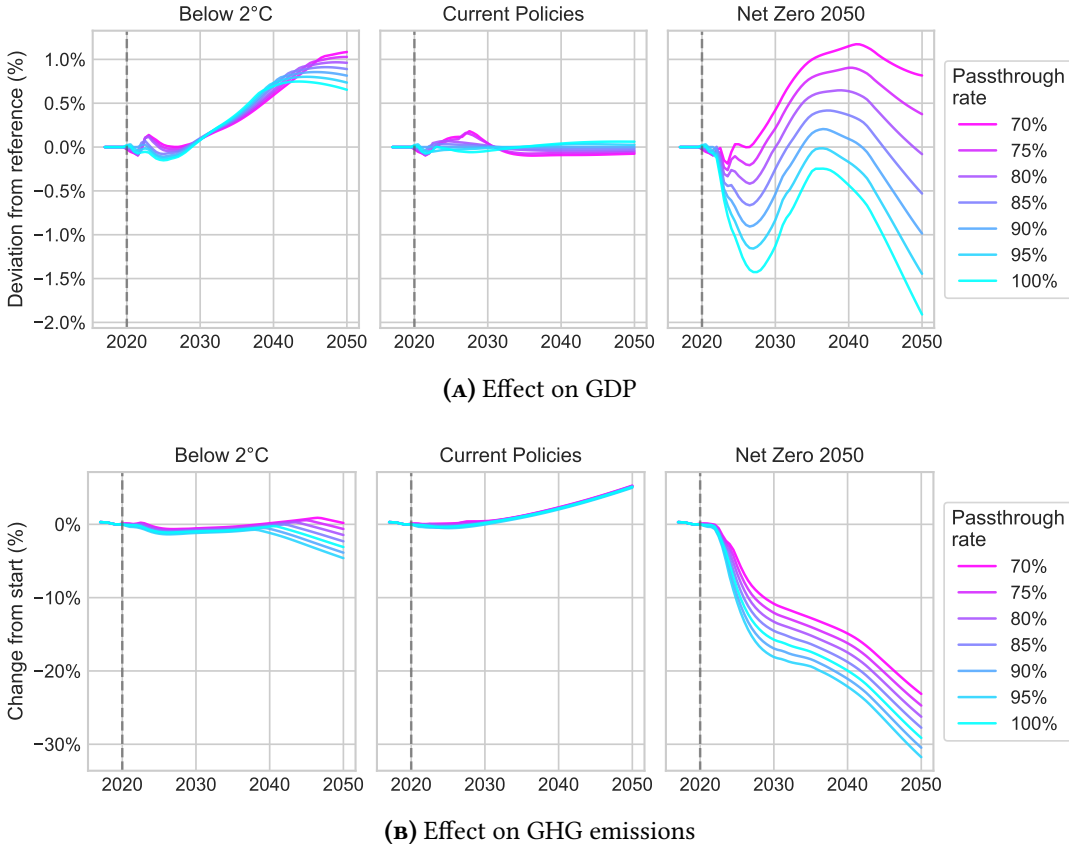 Below 2°C Current Policies Net Zero 2050
Deviation from reference (%)
1.0%
0.5%
0.0%
−0.5%
−1.0%
−1.5%
−2.0%
2020 2030 2040 2050 2020 2030 2040 2050 2020 2030 2040 2050
Passthrough
rate
70%
75%
80%
85%
90%
95%
100%
(A) Effect on GDP
Below 2°C Current Policies Net Zero 2050
Change from start (%)
0%
−10%
−20%
−30%
2020 2030 2040 2050 2020 2030 2040 2050 2020 2030 2040 2050
Passthrough
rate
70%
75%
80%
85%
90%
95%
100%
(B) Effect on GHG emissions